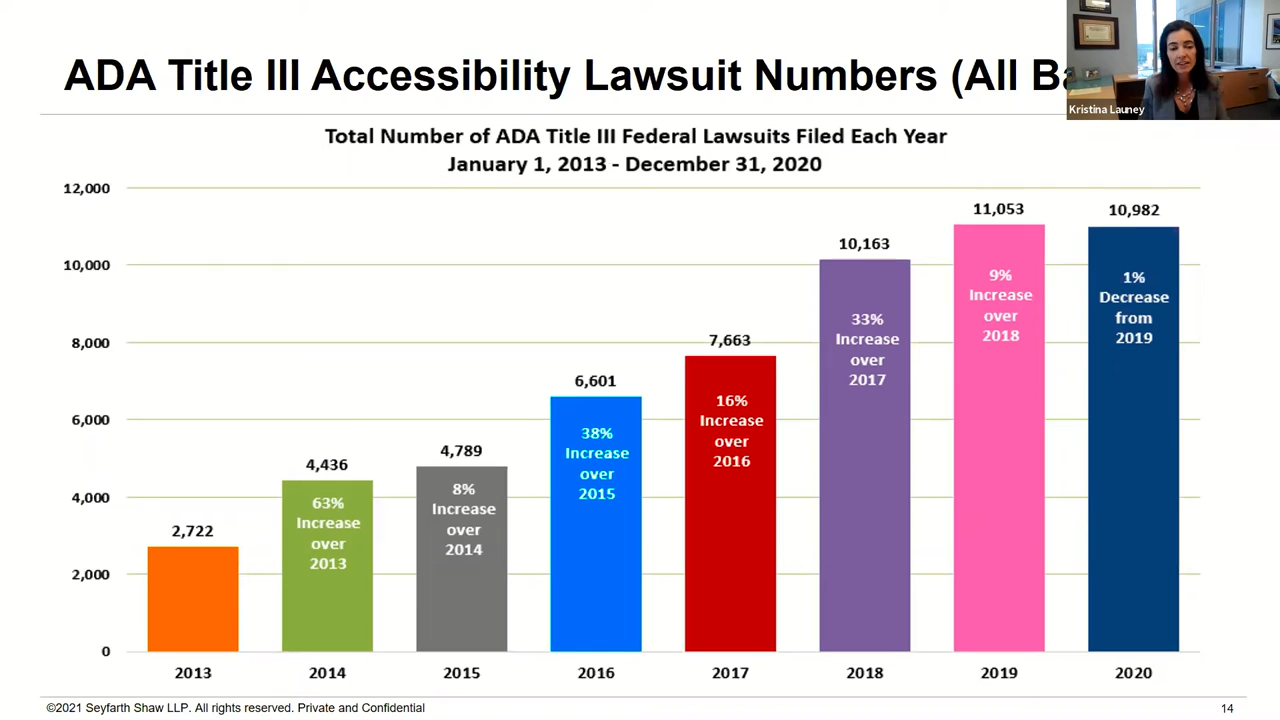 ADA Title III Accessibility Lawsuit Numbers (All Ba
Kristina Launey
Total Number of ADA Title III Federal Lawsuits Filed Each Year
January 1, 2013 - December 31, 2020
12,000
10,000
8,000
6,000
4,000
2,000
0
2,722
4,436
63%
Increase
over
2013
4,789
8%
Increase
over
2014
6,601
38%
Increase
over
2015
7,663
16%
Increase
over
2016
10,163
33%
Increase
over
2017
11,053
9%
Increase
over
2018
10,982
1%
Decrease
from
2019
2013
2014
2015
2016
2017
2018
2019
2020
©2021 Seyfarth Shaw LLP. All rights reserved. Private and Confidential
14